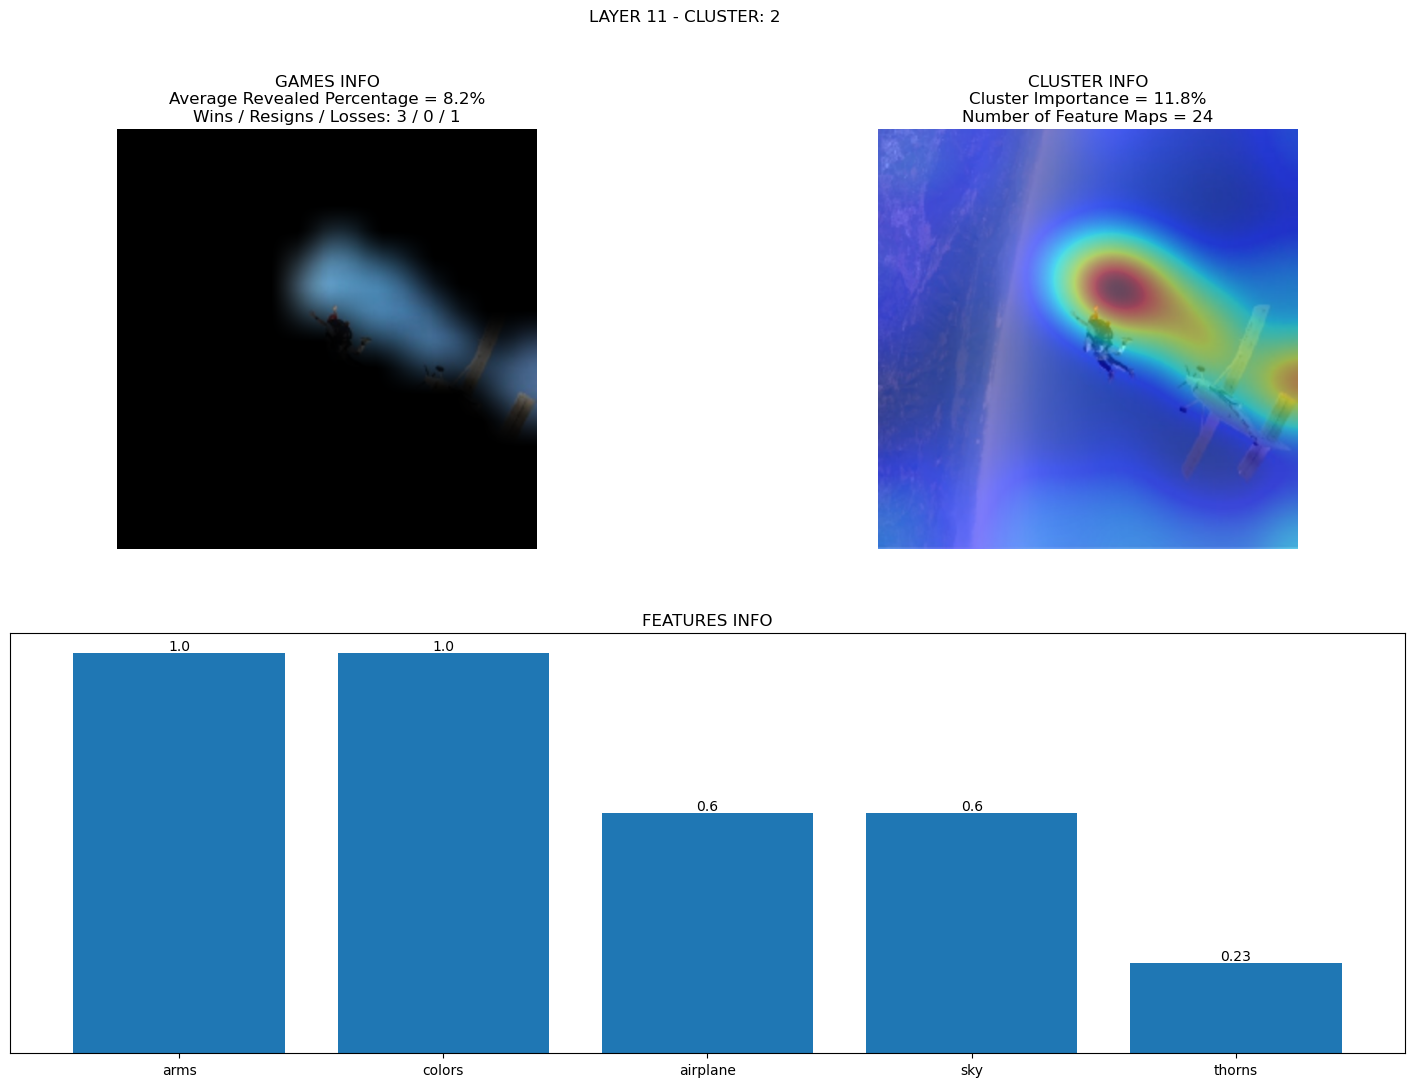 LAYER 11 - CLUSTER: 2
GAMES INFO
Average Revealed Percentage = 8.2%
Wins / Resigns / Losses: 3 / 0 / 1
CLUSTER INFO
Cluster Importance = 11.8%
Number of Feature Maps = 24
FEATURES INFO
1.0
1.0
0.6
0.6
0.23
arms
colors
airplane
sky
thorns